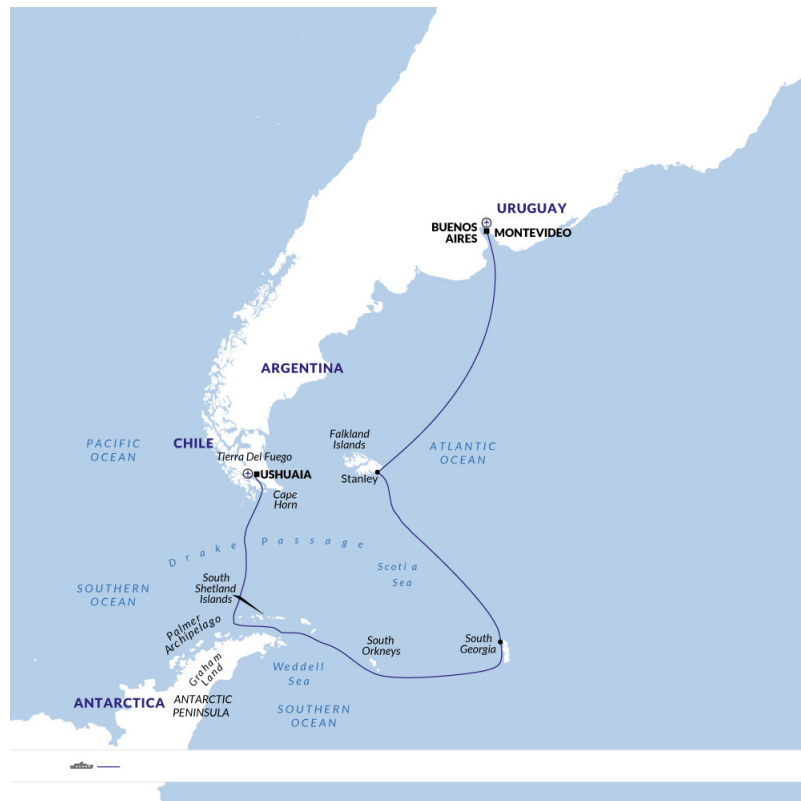 URUGUAY
BUENOS
AIRES
MONTEVIDEO
ARGENTINA
Falkland
Islands
PACIFIC
OCEAN
CHILE
ATLANTIC
OCEAN
Tierra Del Fuego
USHUAIA
Stanley
Cape
Horn
Drake Passage
Scotia
Sea
South
Shetland
Islands
SOUTHERN
OCEAN
Palmer
Archipelago
South
Orkneys
South
Georgia
Graham
Land
Weddell
Sea
ANTARCTICA
ANTARCTIC
PENINSULA
SOUTHERN
OCEAN